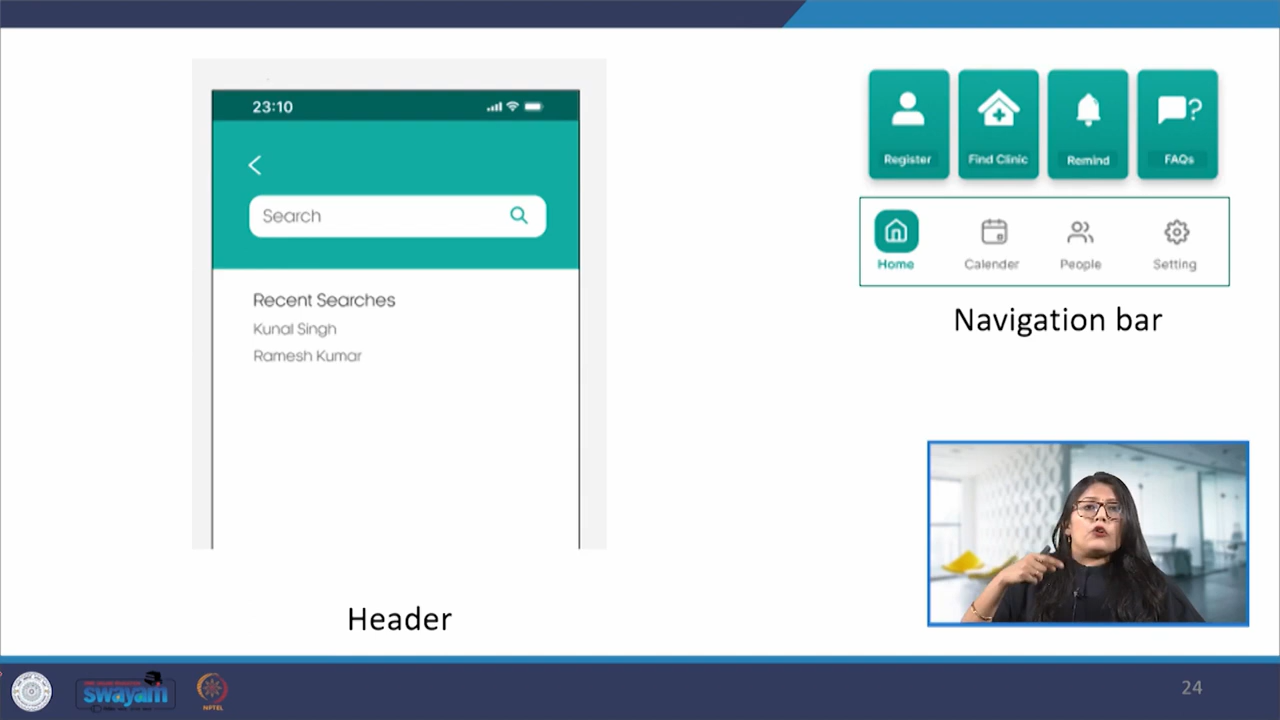 23:10
Search
Recent Searches
Kunal Singh
Ramesh Kumar
Header
Register
Find Clinic
Remind
FAQs
Home
Calender
People
Setting
Navigation bar
swayam
NPTEL
24